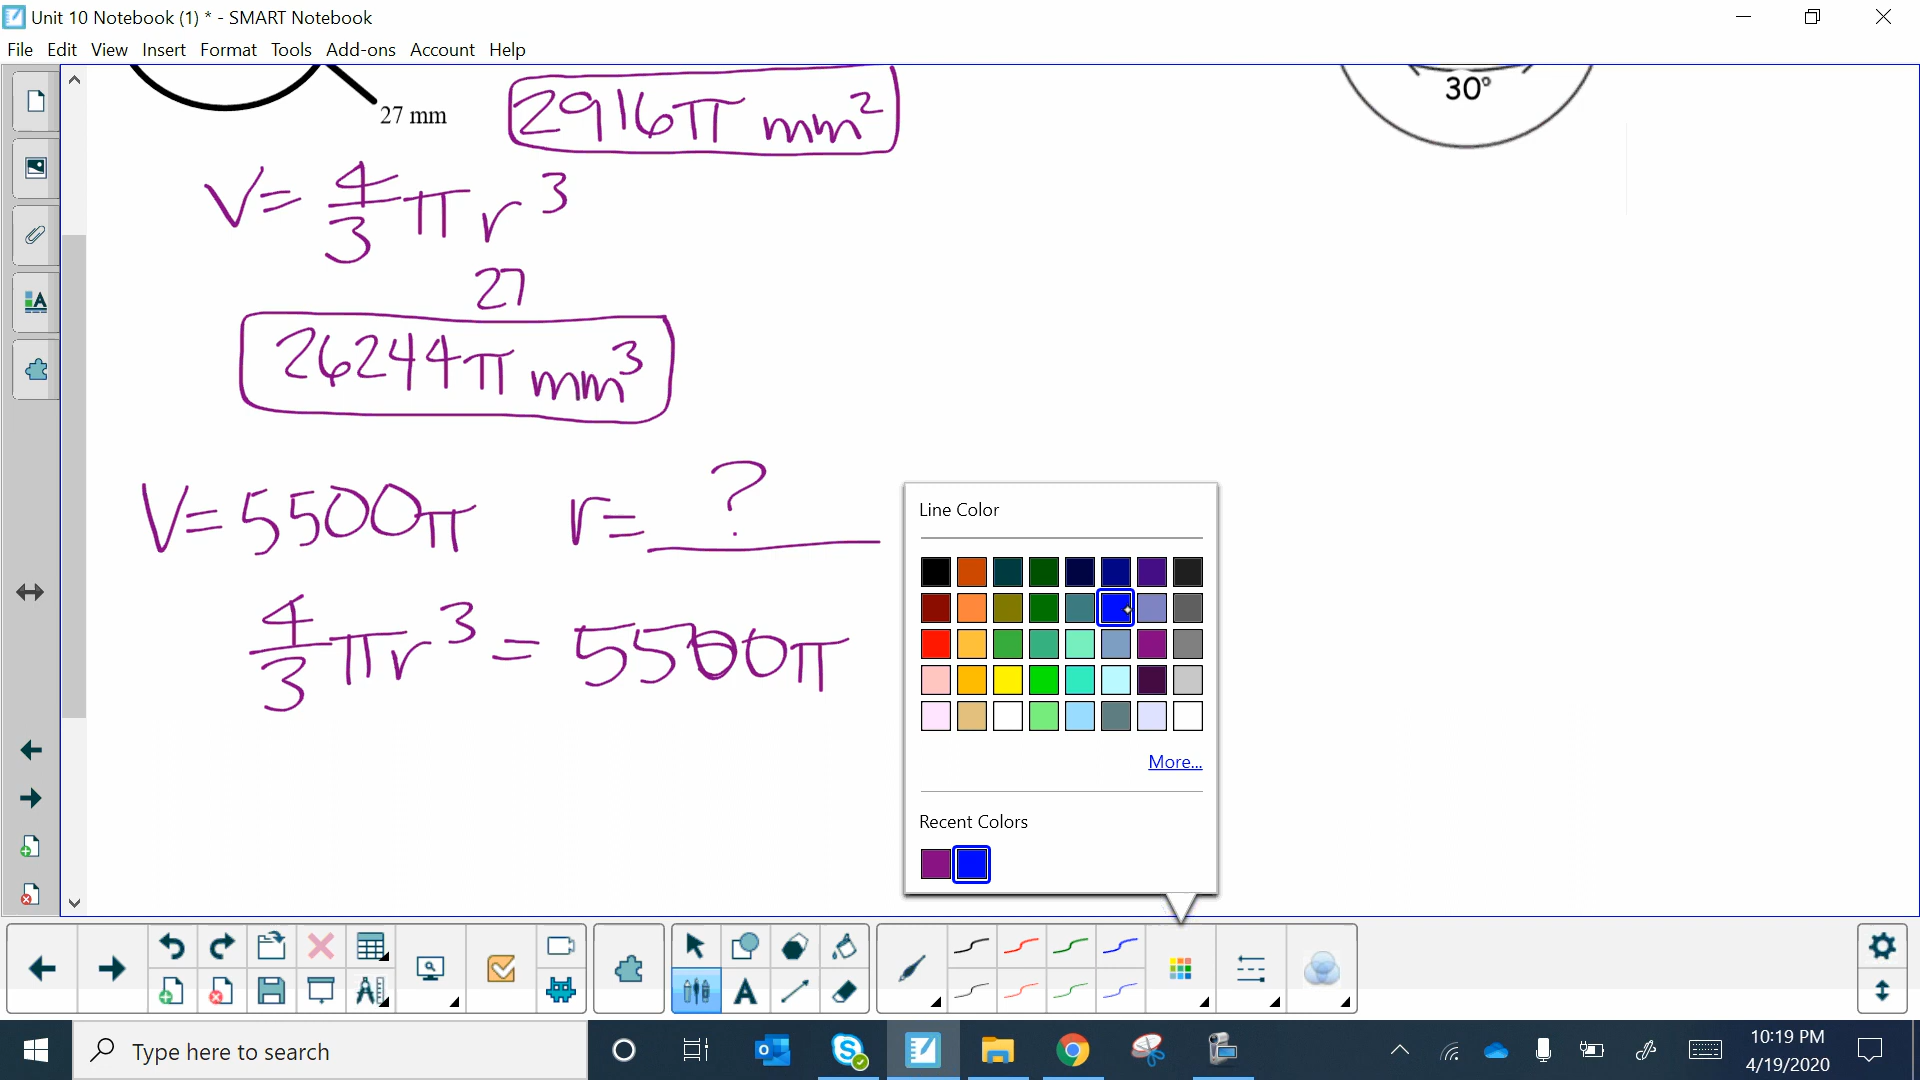 Unit 10 Notebook (1) * - SMART Notebook
File Edit View Insert Format Tools Add-ons Account Help
27 mm
2916π mm²
30°
V= 4/3 πr³
27
26244π mm³
V=5500π r= ?
4/3 πr³ = 5500π
Line Color
More...
Recent Colors
Type here to search
10:19 PM
4/19/2020